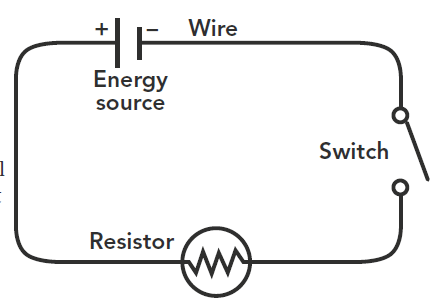 + − Wire
Energy
source
Switch
l
Resistor